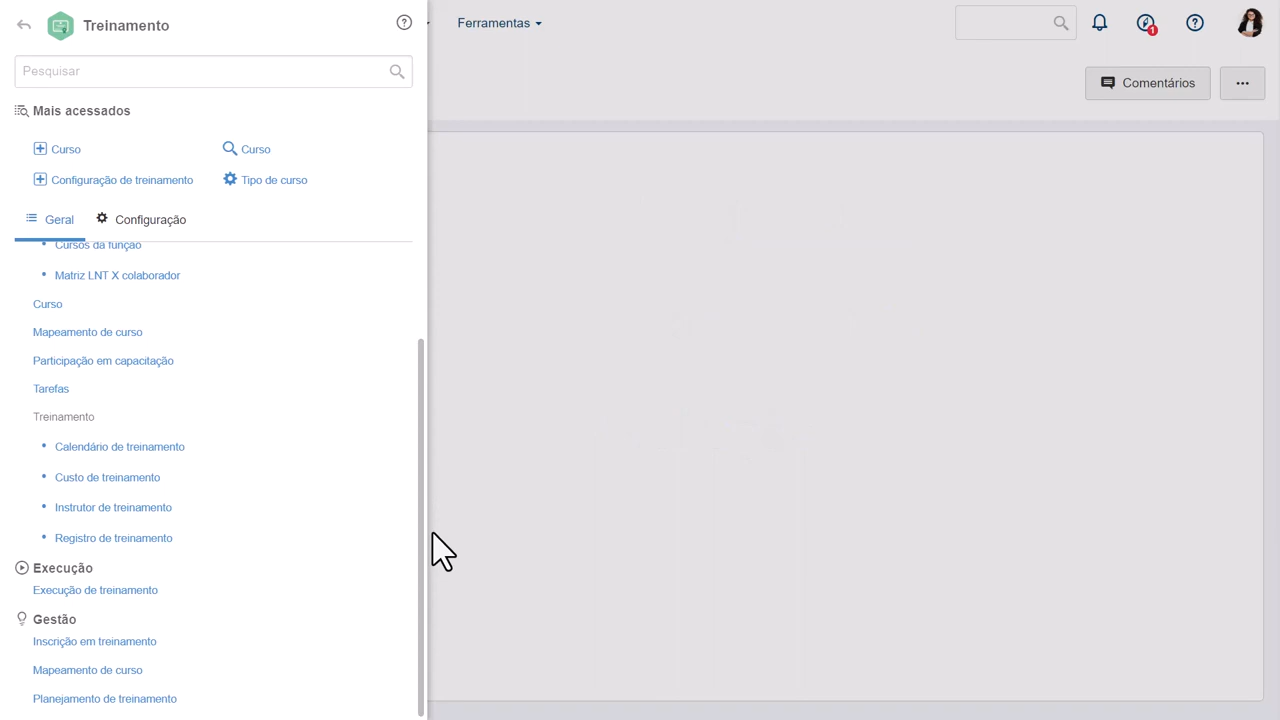 Treinamento
Ferramentas
1
Pesquisar
Comentários
Mais acessados
Curso
Curso
Configuração de treinamento
Tipo de curso
Geral
Configuração
Cursos da função
Matriz LNT X colaborador
Curso
Mapeamento de curso
Participação em capacitação
Tarefas
Treinamento
Calendário de treinamento
Custo de treinamento
Instrutor de treinamento
Registro de treinamento
Execução
Execução de treinamento
Gestão
Inscrição em treinamento
Mapeamento de curso
Planejamento de treinamento